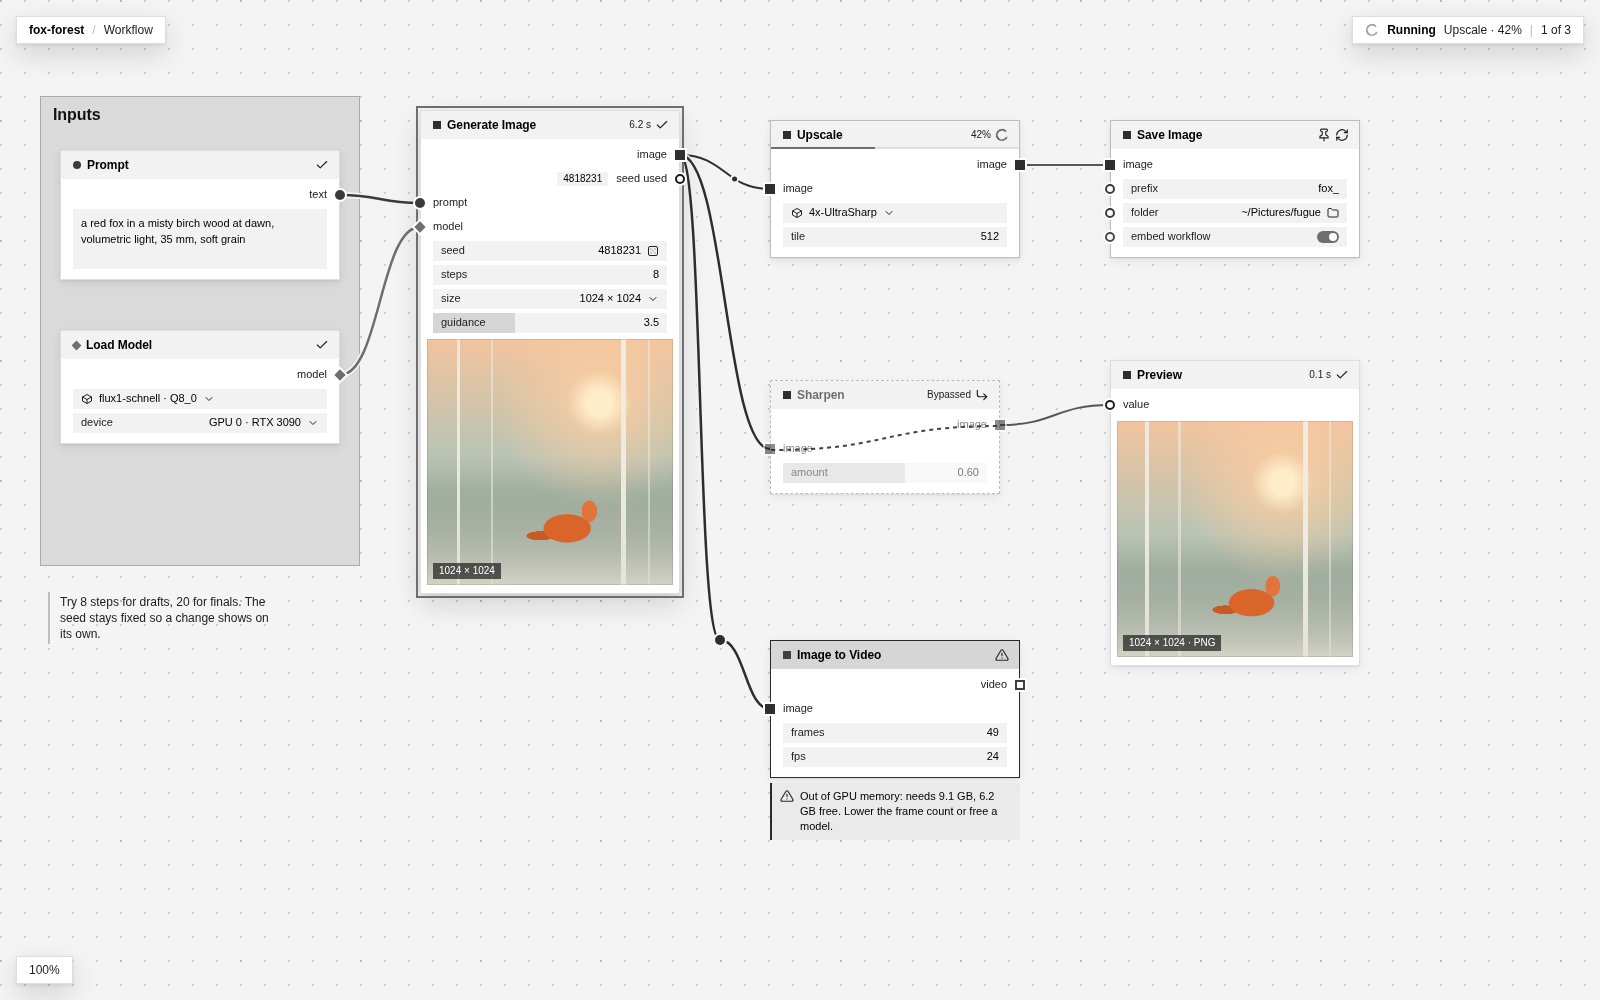 fox-forest / Workflow
Running Upscale · 42% | 1 of 3
Inputs
Prompt
text
a red fox in a misty birch wood at dawn,
volumetric light, 35 mm, soft grain
Load Model
model
flux1-schnell · Q8_0
device GPU 0 · RTX 3090
Try 8 steps for drafts, 20 for finals. The
seed stays fixed so a change shows on
its own.
Generate Image 6.2 s
image
4818231 seed used
prompt
model
seed 4818231
steps 8
size 1024 × 1024
guidance 3.5
1024 × 1024
Upscale 42%
image
image
4x-UltraSharp
tile 512
Save Image
image
prefix fox_
folder ~/Pictures/fugue
embed workflow
Sharpen Bypassed
image
image
amount 0.60
Preview 0.1 s
value
1024 × 1024 · PNG
Image to Video
video
image
frames 49
fps 24
Out of GPU memory: needs 9.1 GB, 6.2
GB free. Lower the frame count or free a
model.
100%